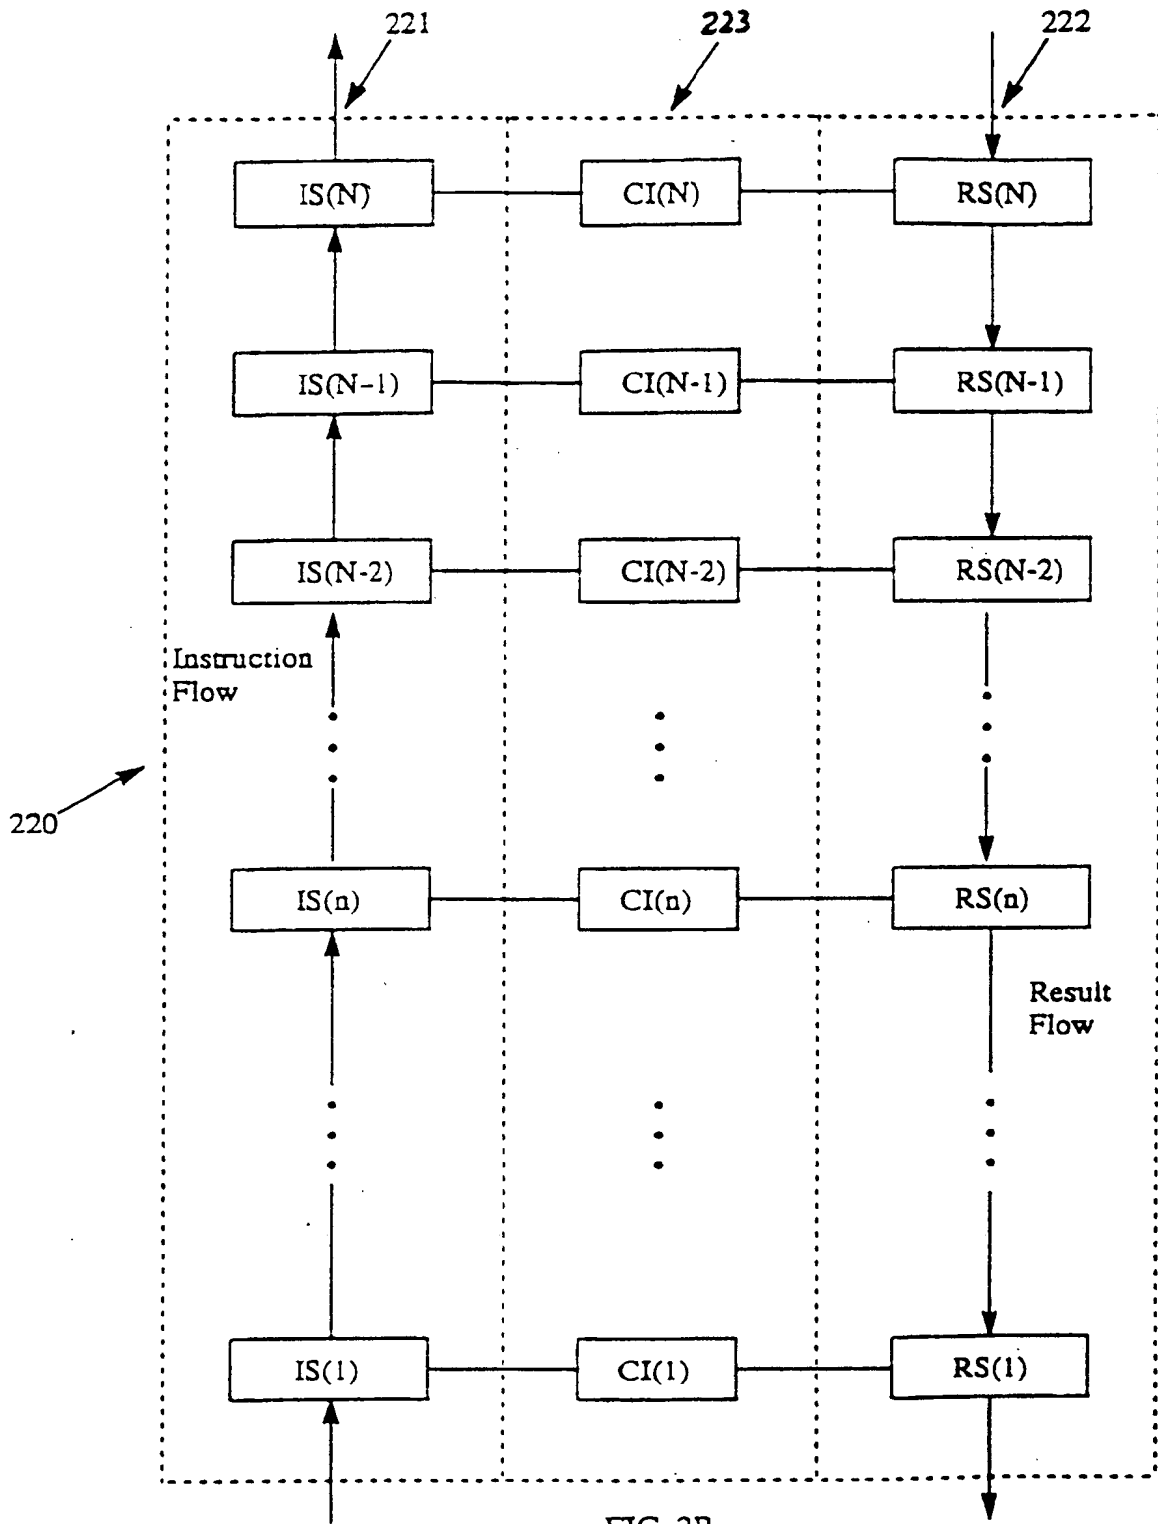 221
223
222
IS(N)
CI(N)
RS(N)
IS(N-1)
CI(N-1)
RS(N-1)
IS(N-2)
CI(N-2)
RS(N-2)
Instruction
Flow
220
IS(n)
CI(n)
RS(n)
Result
Flow
IS(1)
CI(1)
RS(1)